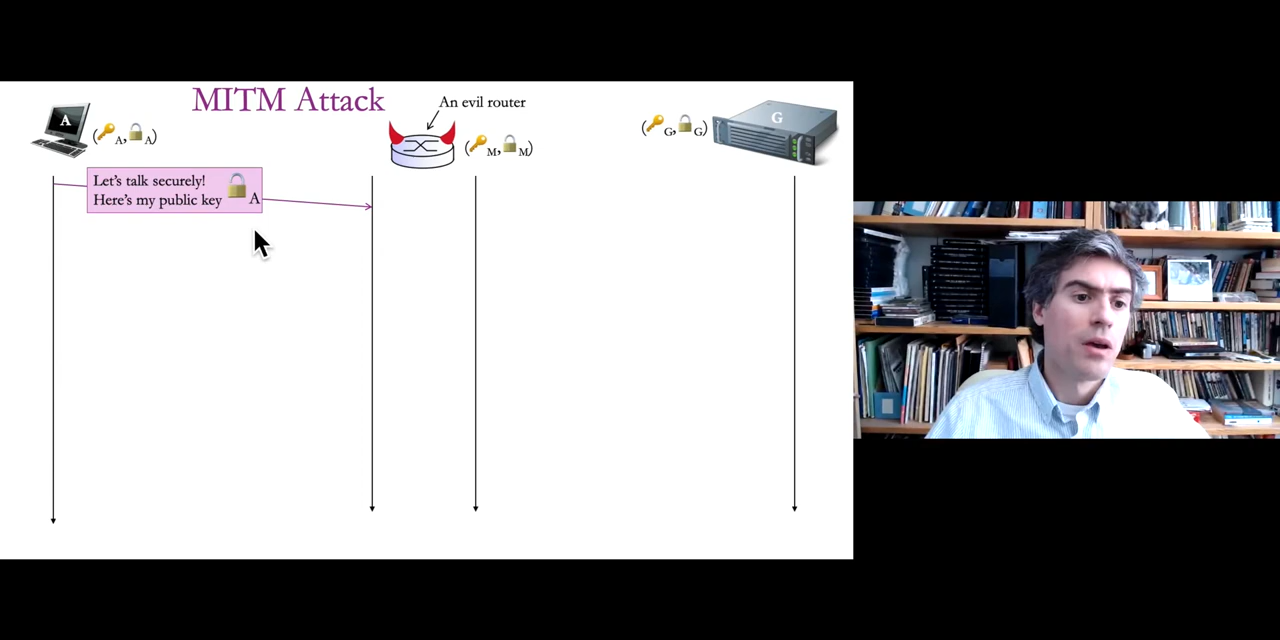 MITM Attack
An evil router
A
(A, A)
(M, M)
(G, G)
G
Let's talk securely!
Here's my public key
A